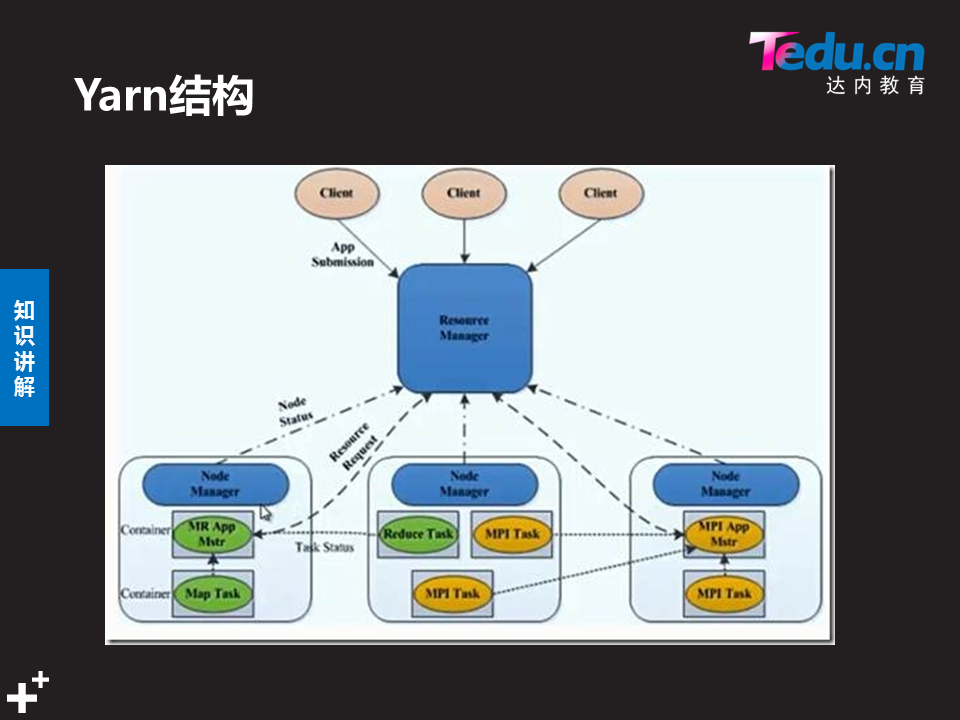 Tedu.cn
达内教育
Yarn结构
知识讲解
Client
Client
Client
App
Submission
Resource
Manager
Node
Status
Resource
Request
Node
Manager
Node
Manager
Node
Manager
Container
MR App
Mstr
Task Status
Reduce Task
MPI Task
MPI App
Mstr
Container
Map Task
MPI Task
MPI Task